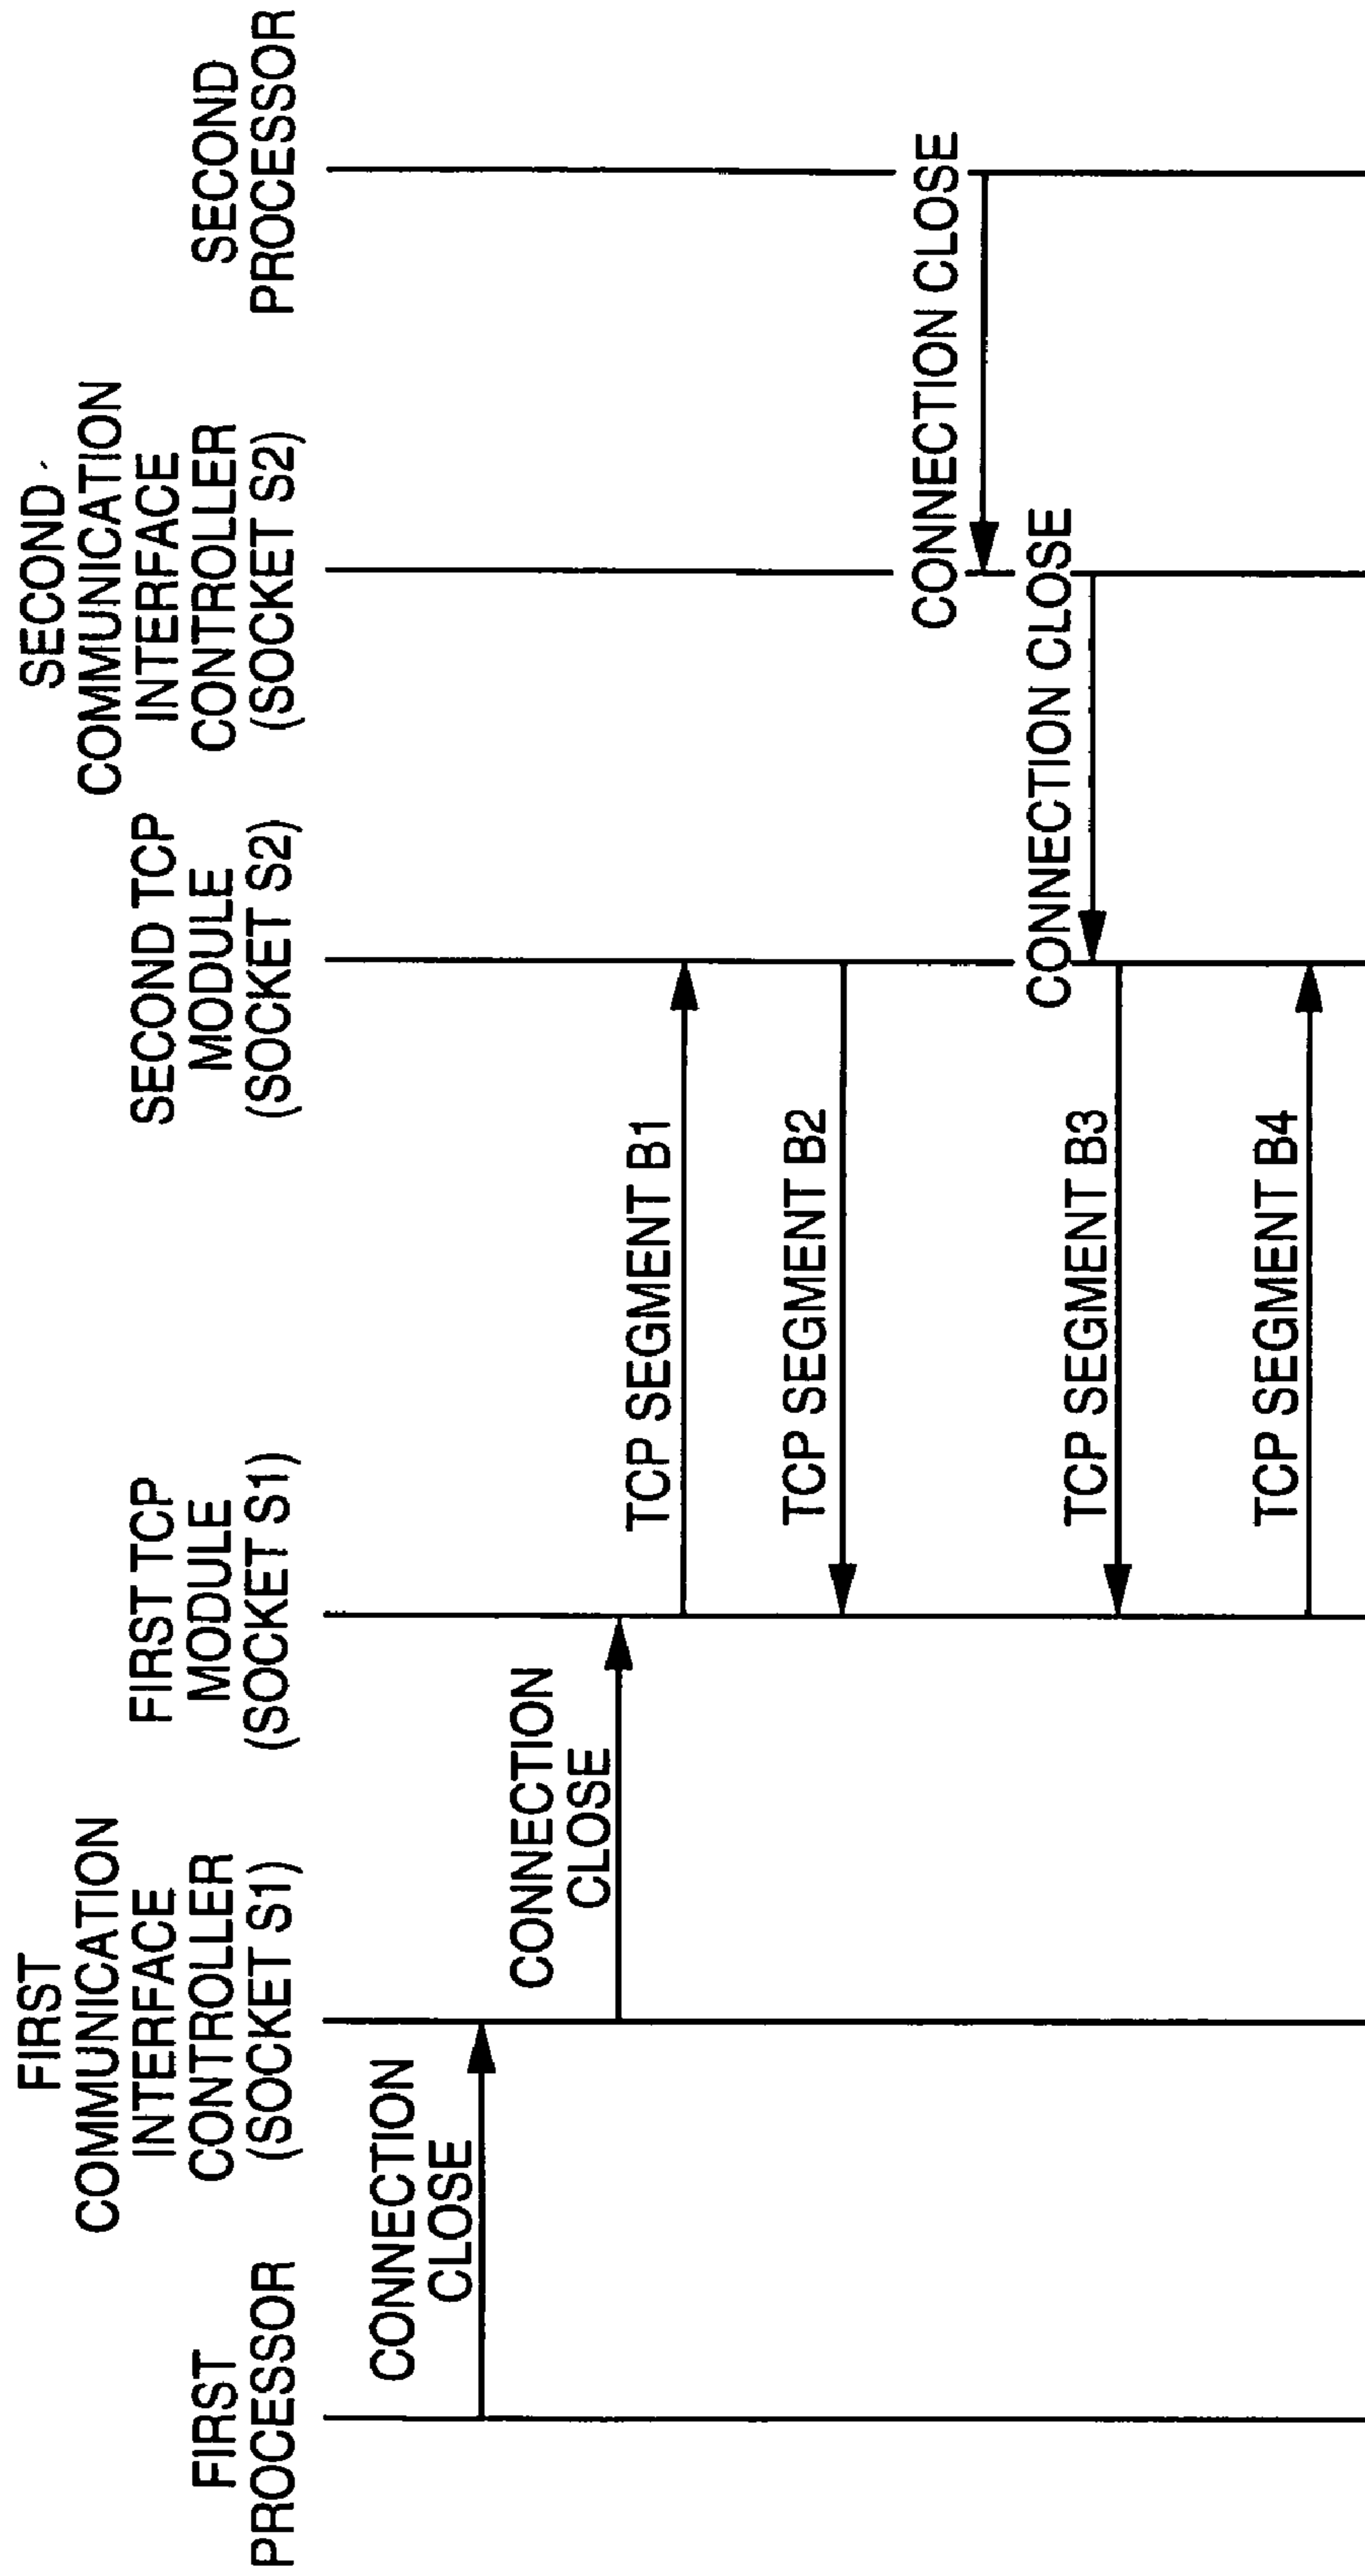 FIRST
PROCESSOR
FIRST
COMMUNICATION
INTERFACE
CONTROLLER
(SOCKET S1)
FIRST TCP
MODULE
(SOCKET S1)
SECOND TCP
MODULE
(SOCKET S2)
SECOND
COMMUNICATION
INTERFACE
CONTROLLER
(SOCKET S2)
SECOND
PROCESSOR
CONNECTION
CLOSE
CONNECTION
CLOSE
TCP SEGMENT B1
TCP SEGMENT B2
CONNECTION CLOSE
CONNECTION CLOSE
TCP SEGMENT B3
TCP SEGMENT B4